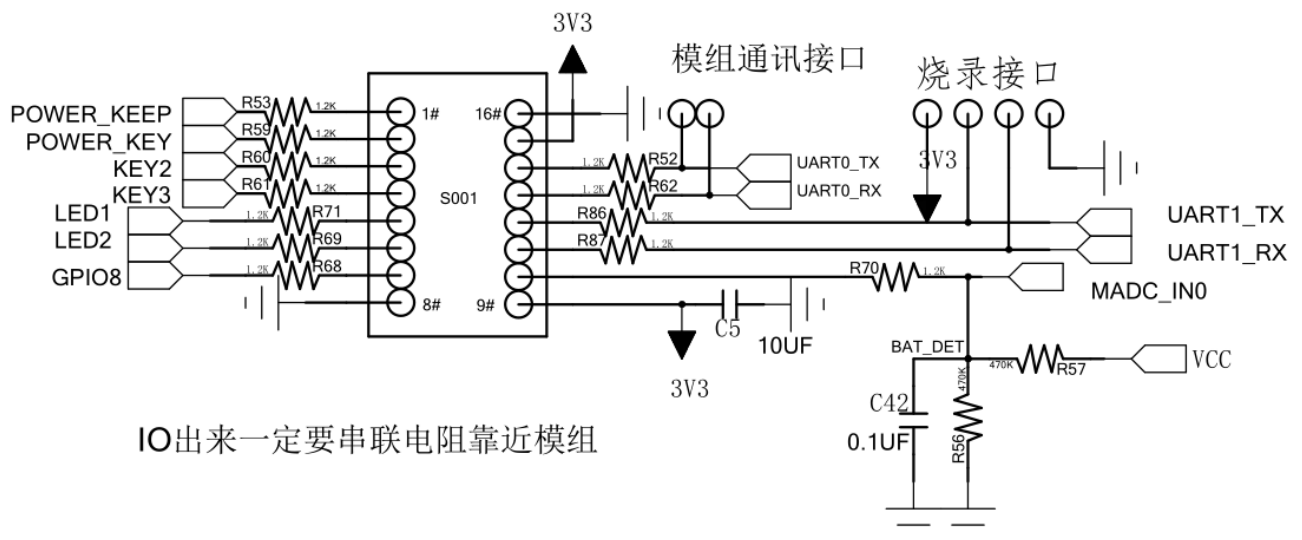 3V3
模组通讯接口
烧录接口
POWER_KEEP
R53
1.2K
1#
16#
POWER_KEY
R59
1.2K
KEY2
R60
1.2K
1.2K
R52
UART0_TX
3V3
KEY3
R61
1.2K
S001
1.2K
R62
UART0_RX
LED1
1.2K
R71
R86
1.2K
UART1_TX
LED2
1.2K
R69
R87
1.2K
UART1_RX
GPIO8
1.2K
R68
R70
1.2K
MADC_IN0
8#
9#
C5
10UF
3V3
BAT_DET
470K
R57
VCC
470K
C42
0.1UF
R56
IO出来一定要串联电阻靠近模组